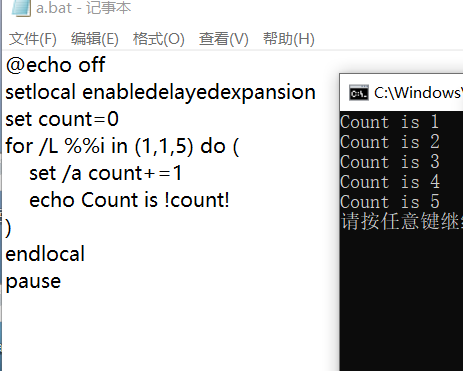 a.bat - 记事本
文件(F) 编辑(E) 格式(O) 查看(V) 帮助(H)
@echo off
setlocal enabledelayedexpansion
set count=0
for /L %%i in (1,1,5) do (
    set /a count+=1
    echo Count is !count!
)
endlocal
pause
C:\Windows\
Count is 1
Count is 2
Count is 3
Count is 4
Count is 5
请按任意键继